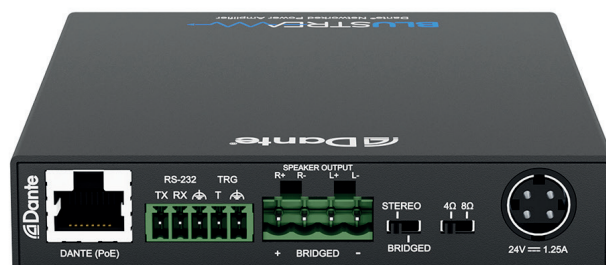 Dante® Networked Power Amplifier
BLUSTREAM
Dante®
SPEAKER OUTPUT
R+ R- L+ L-
RS-232 TRG
TX RX T
STEREO
4Ω 8Ω
Dante
DANTE (PoE)
+ BRIDGED -
BRIDGED
24V 1.25A